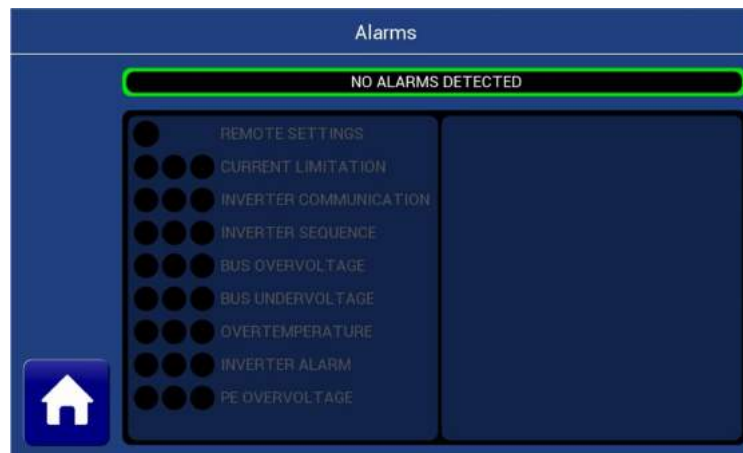 Alarms
NO ALARMS DETECTED
REMOTE SETTINGS
CURRENT LIMITATION
INVERTER COMMUNICATION
INVERTER SEQUENCE
BUS OVERVOLTAGE
BUS UNDERVOLTAGE
OVERTEMPERATURE
INVERTER ALARM
PE OVERVOLTAGE